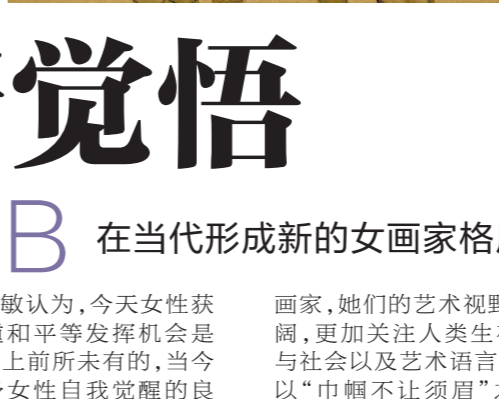 觉悟
B
在当代形成新的女画家格
敏认为,今天女性获
和平等发挥机会是
上前所未有的,当今
女性自我觉醒的良
画家,她们的艺术视野
阔,更加关注人类生
与社会以及艺术语言
以“巾帼不让须眉”